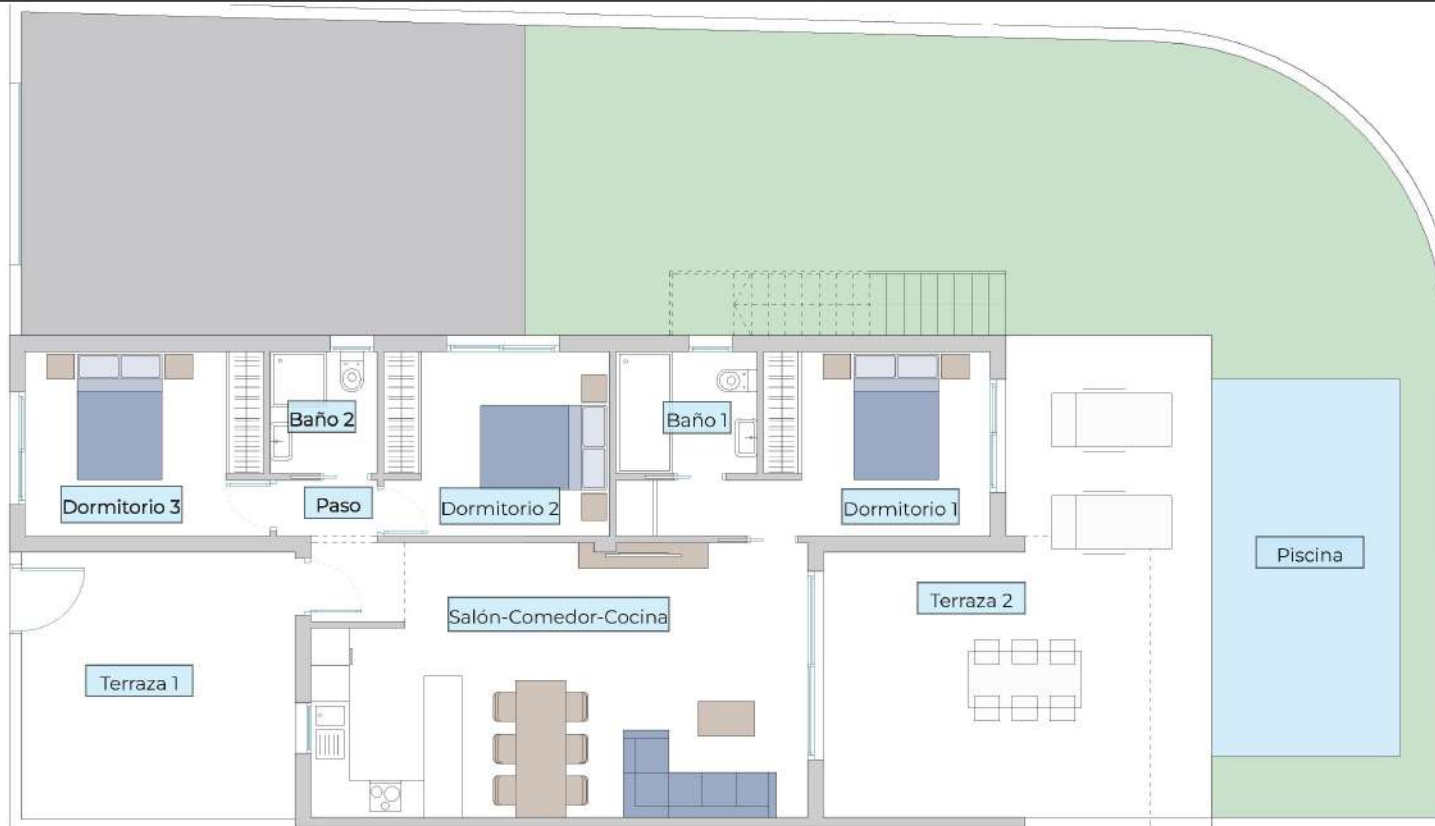 Baño 2
Baño 1
Dormitorio 3
Paso
Dormitorio 2
Dormitorio 1
Piscina
Terraza 2
Salón-Comedor-Cocina
Terraza 1